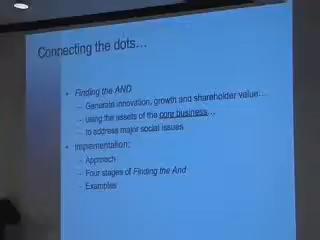 Connecting the dots…
• Finding the AND
– Generate innovation, growth and shareholder value…
– using the assets of the core business…
– to address major social issues
• Implementation:
– Approach
– Four stages of Finding the And
– Examples